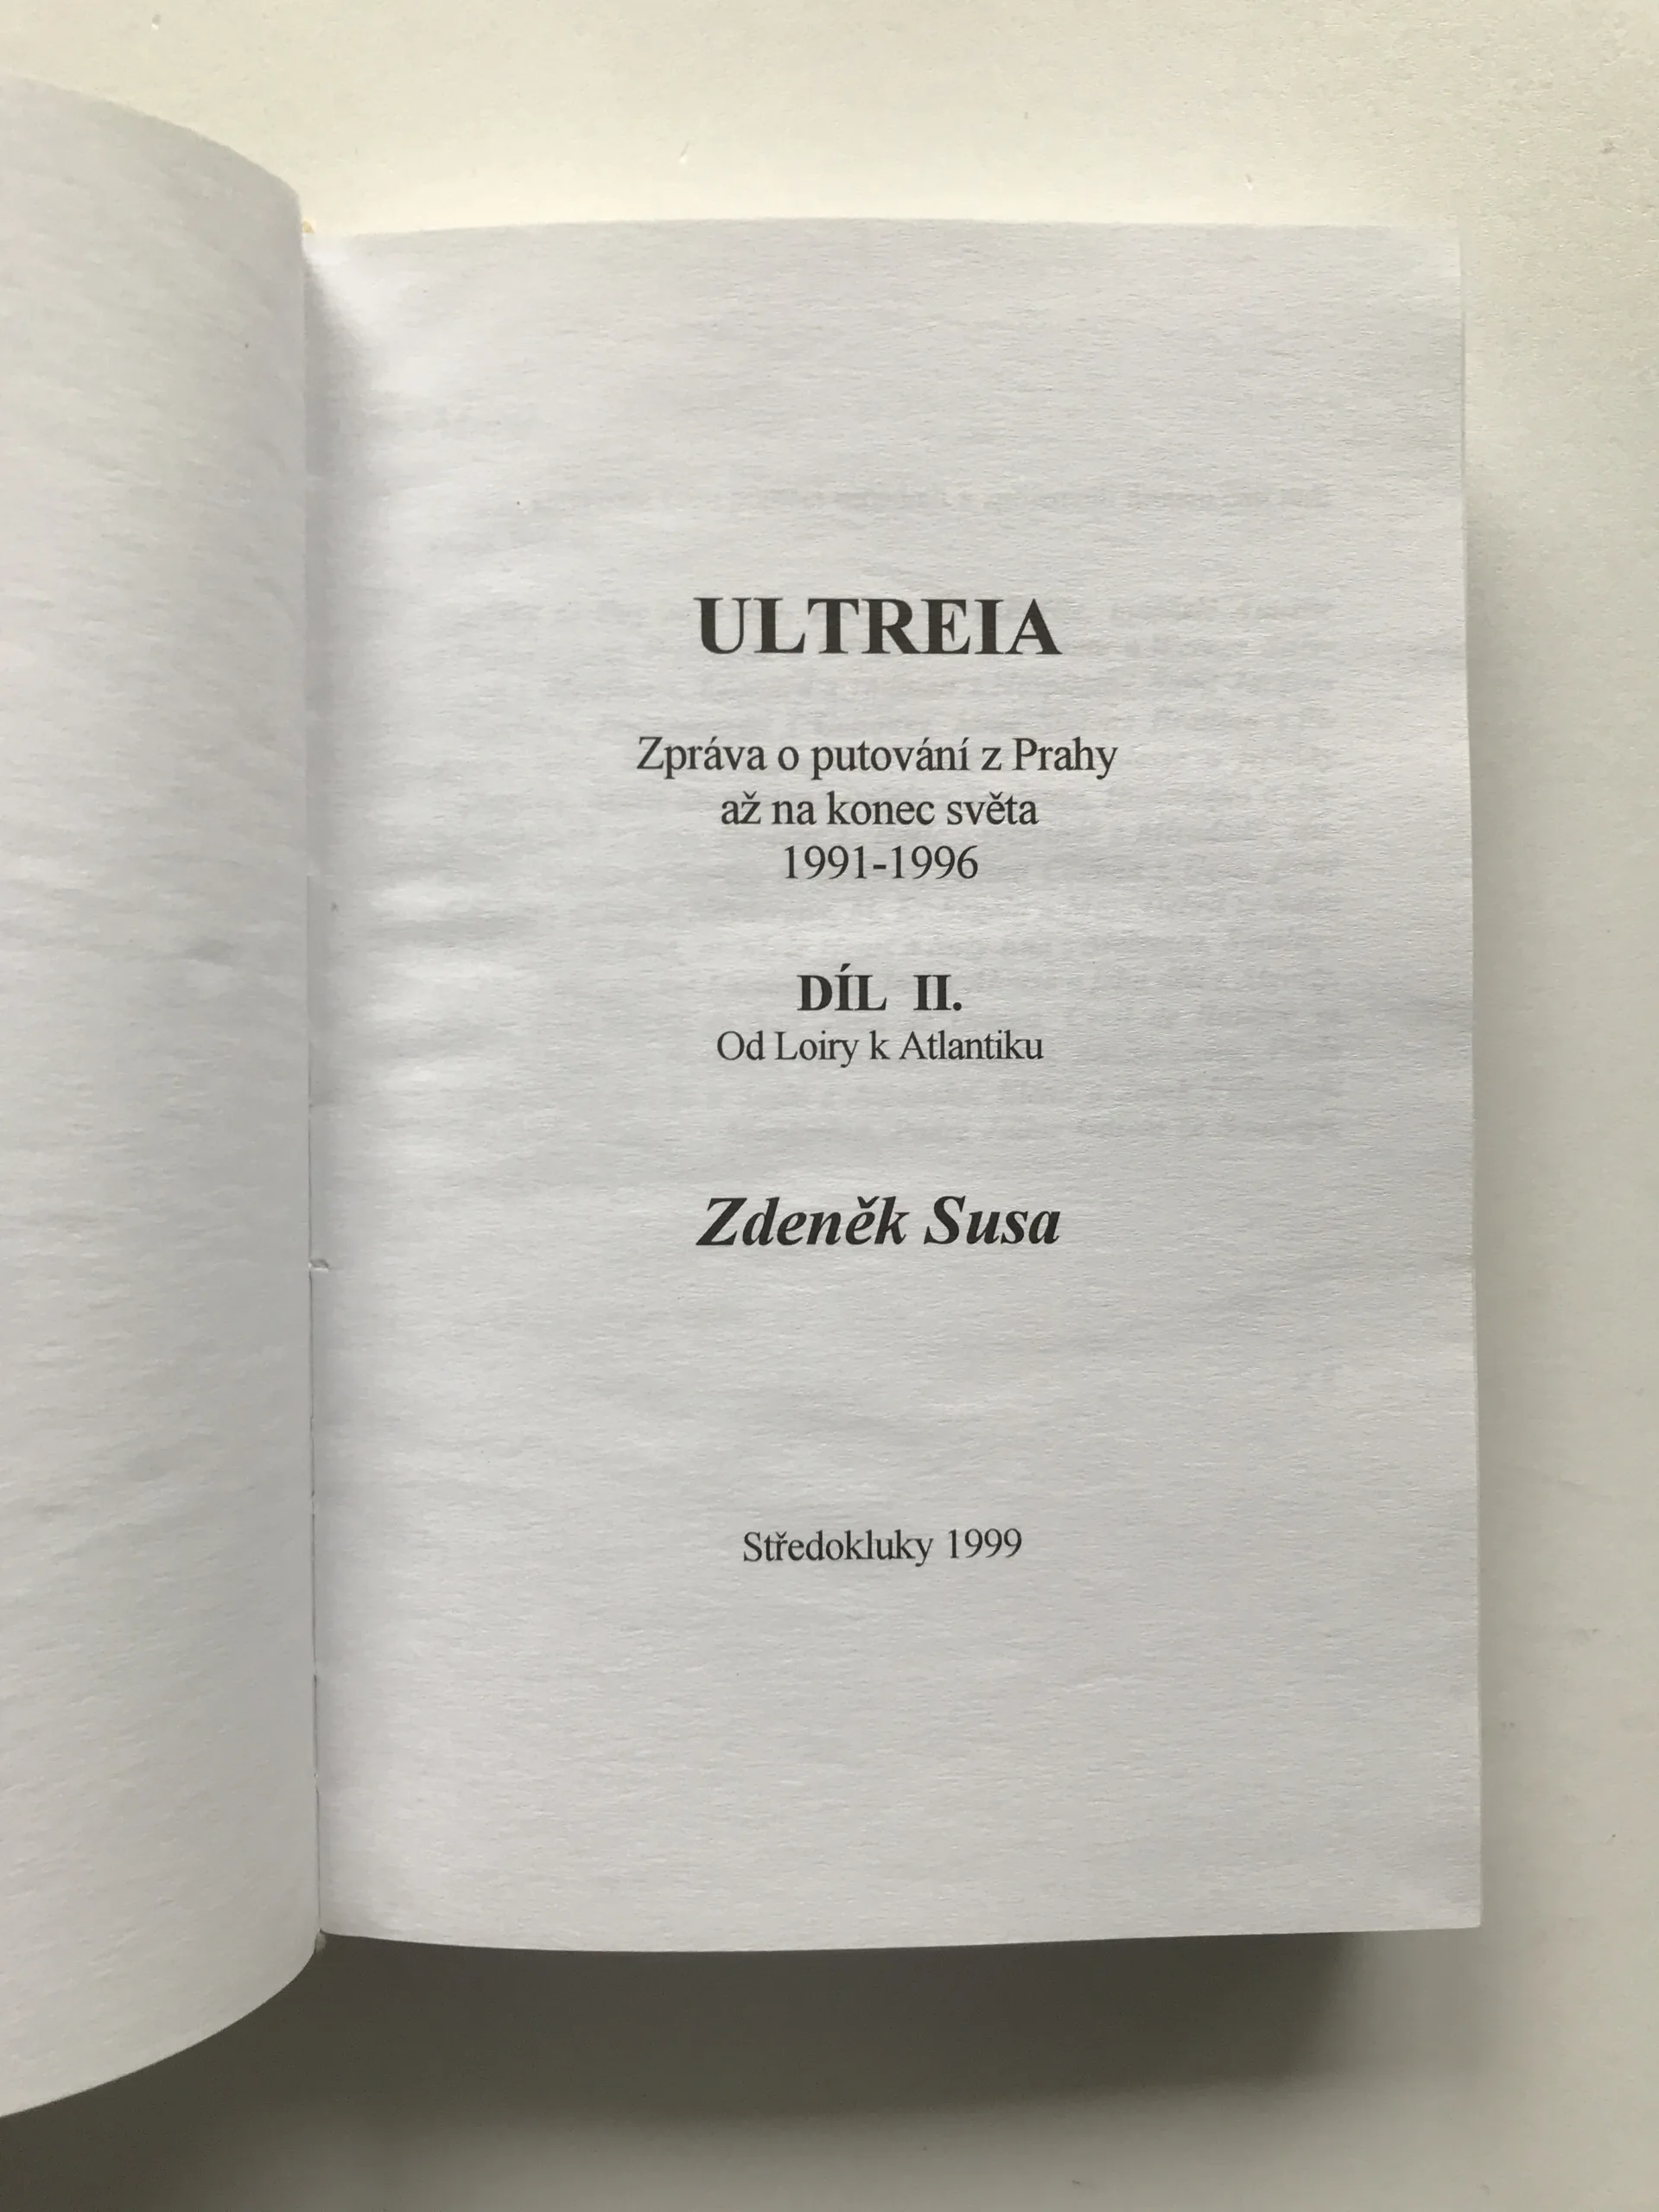 ULTREIA
Zpráva o putování z Prahy
až na konec světa
1991-1996
DÍL II.
Od Loiry k Atlantiku
Zdeněk Susa
Středokluky 1999